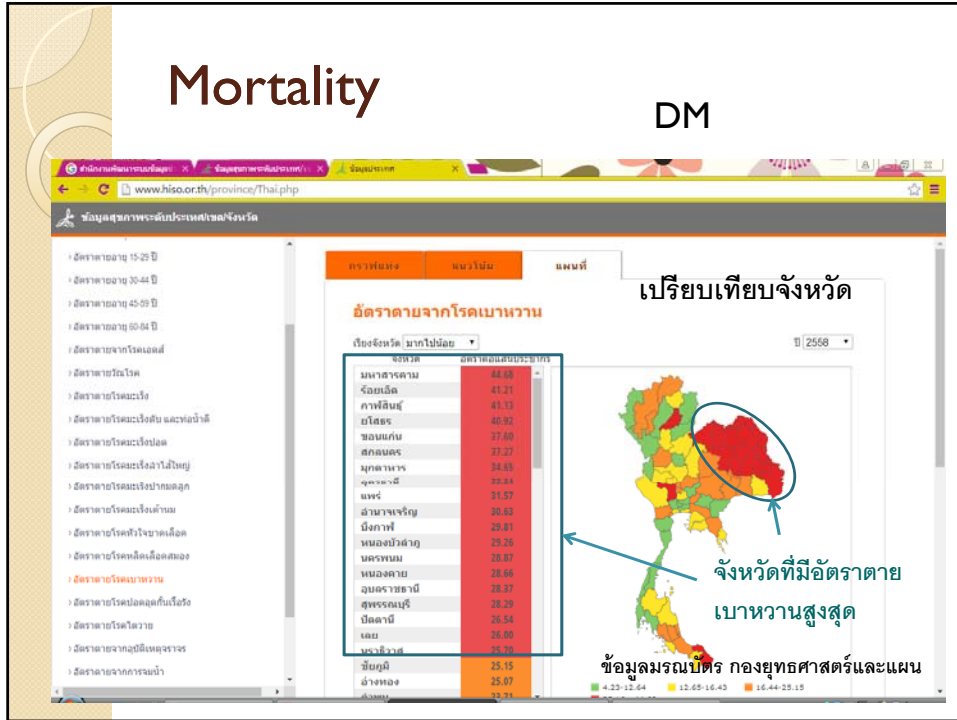 Mortality
DM
ข้อมูลประเทศ
www.hiso.or.th/province/Thai.php
ข้อมูลสุขภาพระดับประเทศ/เขต/จังหวัด
อัตราตายอายุ 15-29 ปี
อัตราตายอายุ 30-44 ปี
อัตราตายอายุ 45-59 ปี
อัตราตายจากโรคเอดส์
อัตราตายวัณโรค
อัตราตายโรคมะเร็ง
อัตราตายโรคมะเร็งตับ และท่อน้ำดี
อัตราตายโรคมะเร็งปอด
อัตราตายโรคมะเร็งลำไส้ใหญ่
อัตราตายโรคมะเร็งปากมดลูก
อัตราตายโรคมะเร็งเต้านม
อัตราตายโรคหัวใจขาดเลือด
อัตราตายโรคหลอดเลือดสมอง
อัตราตายโรคเบาหวาน
อัตราตายโรคปอดอุดกั้นเรื้อรัง
อัตราตายโรคไตวาย
อัตราตายจากอุบัติเหตุจราจร
อัตราตายจากการจมน้ำ
กราฟแท่ง แนวโน้ม แผนที่
เปรียบเทียบจังหวัด
อัตราตายจากโรคเบาหวาน
เรียงจังหวัด มากไปน้อย ปี 2558
จังหวัด อัตราต่อแสนประชากร
มหาสารคาม 44.68
ร้อยเอ็ด 41.21
กาฬสินธุ์ 41.13
ยโสธร 40.92
ขอนแก่น 37.60
สกลนคร 37.27
มุกดาหาร 34.65
แพร่ 31.57
อำนาจเจริญ 30.63
บึงกาฬ 29.81
หนองบัวลำภู 29.26
นครพนม 28.87
หนองคาย 28.66
อุบลราชธานี 28.37
สุพรรณบุรี 28.29
ปัตตานี 26.54
เลย 26.00
นราธิวาส 25.70
ชัยภูมิ 25.15
อ่างทอง 25.07
ลำพูน 23.71
จังหวัดที่มีอัตราตาย
เบาหวานสูงสุด
ข้อมูลมรณบัตร กองยุทธศาสตร์และแผน
4.23-12.64 12.65-16.43 16.44-25.15